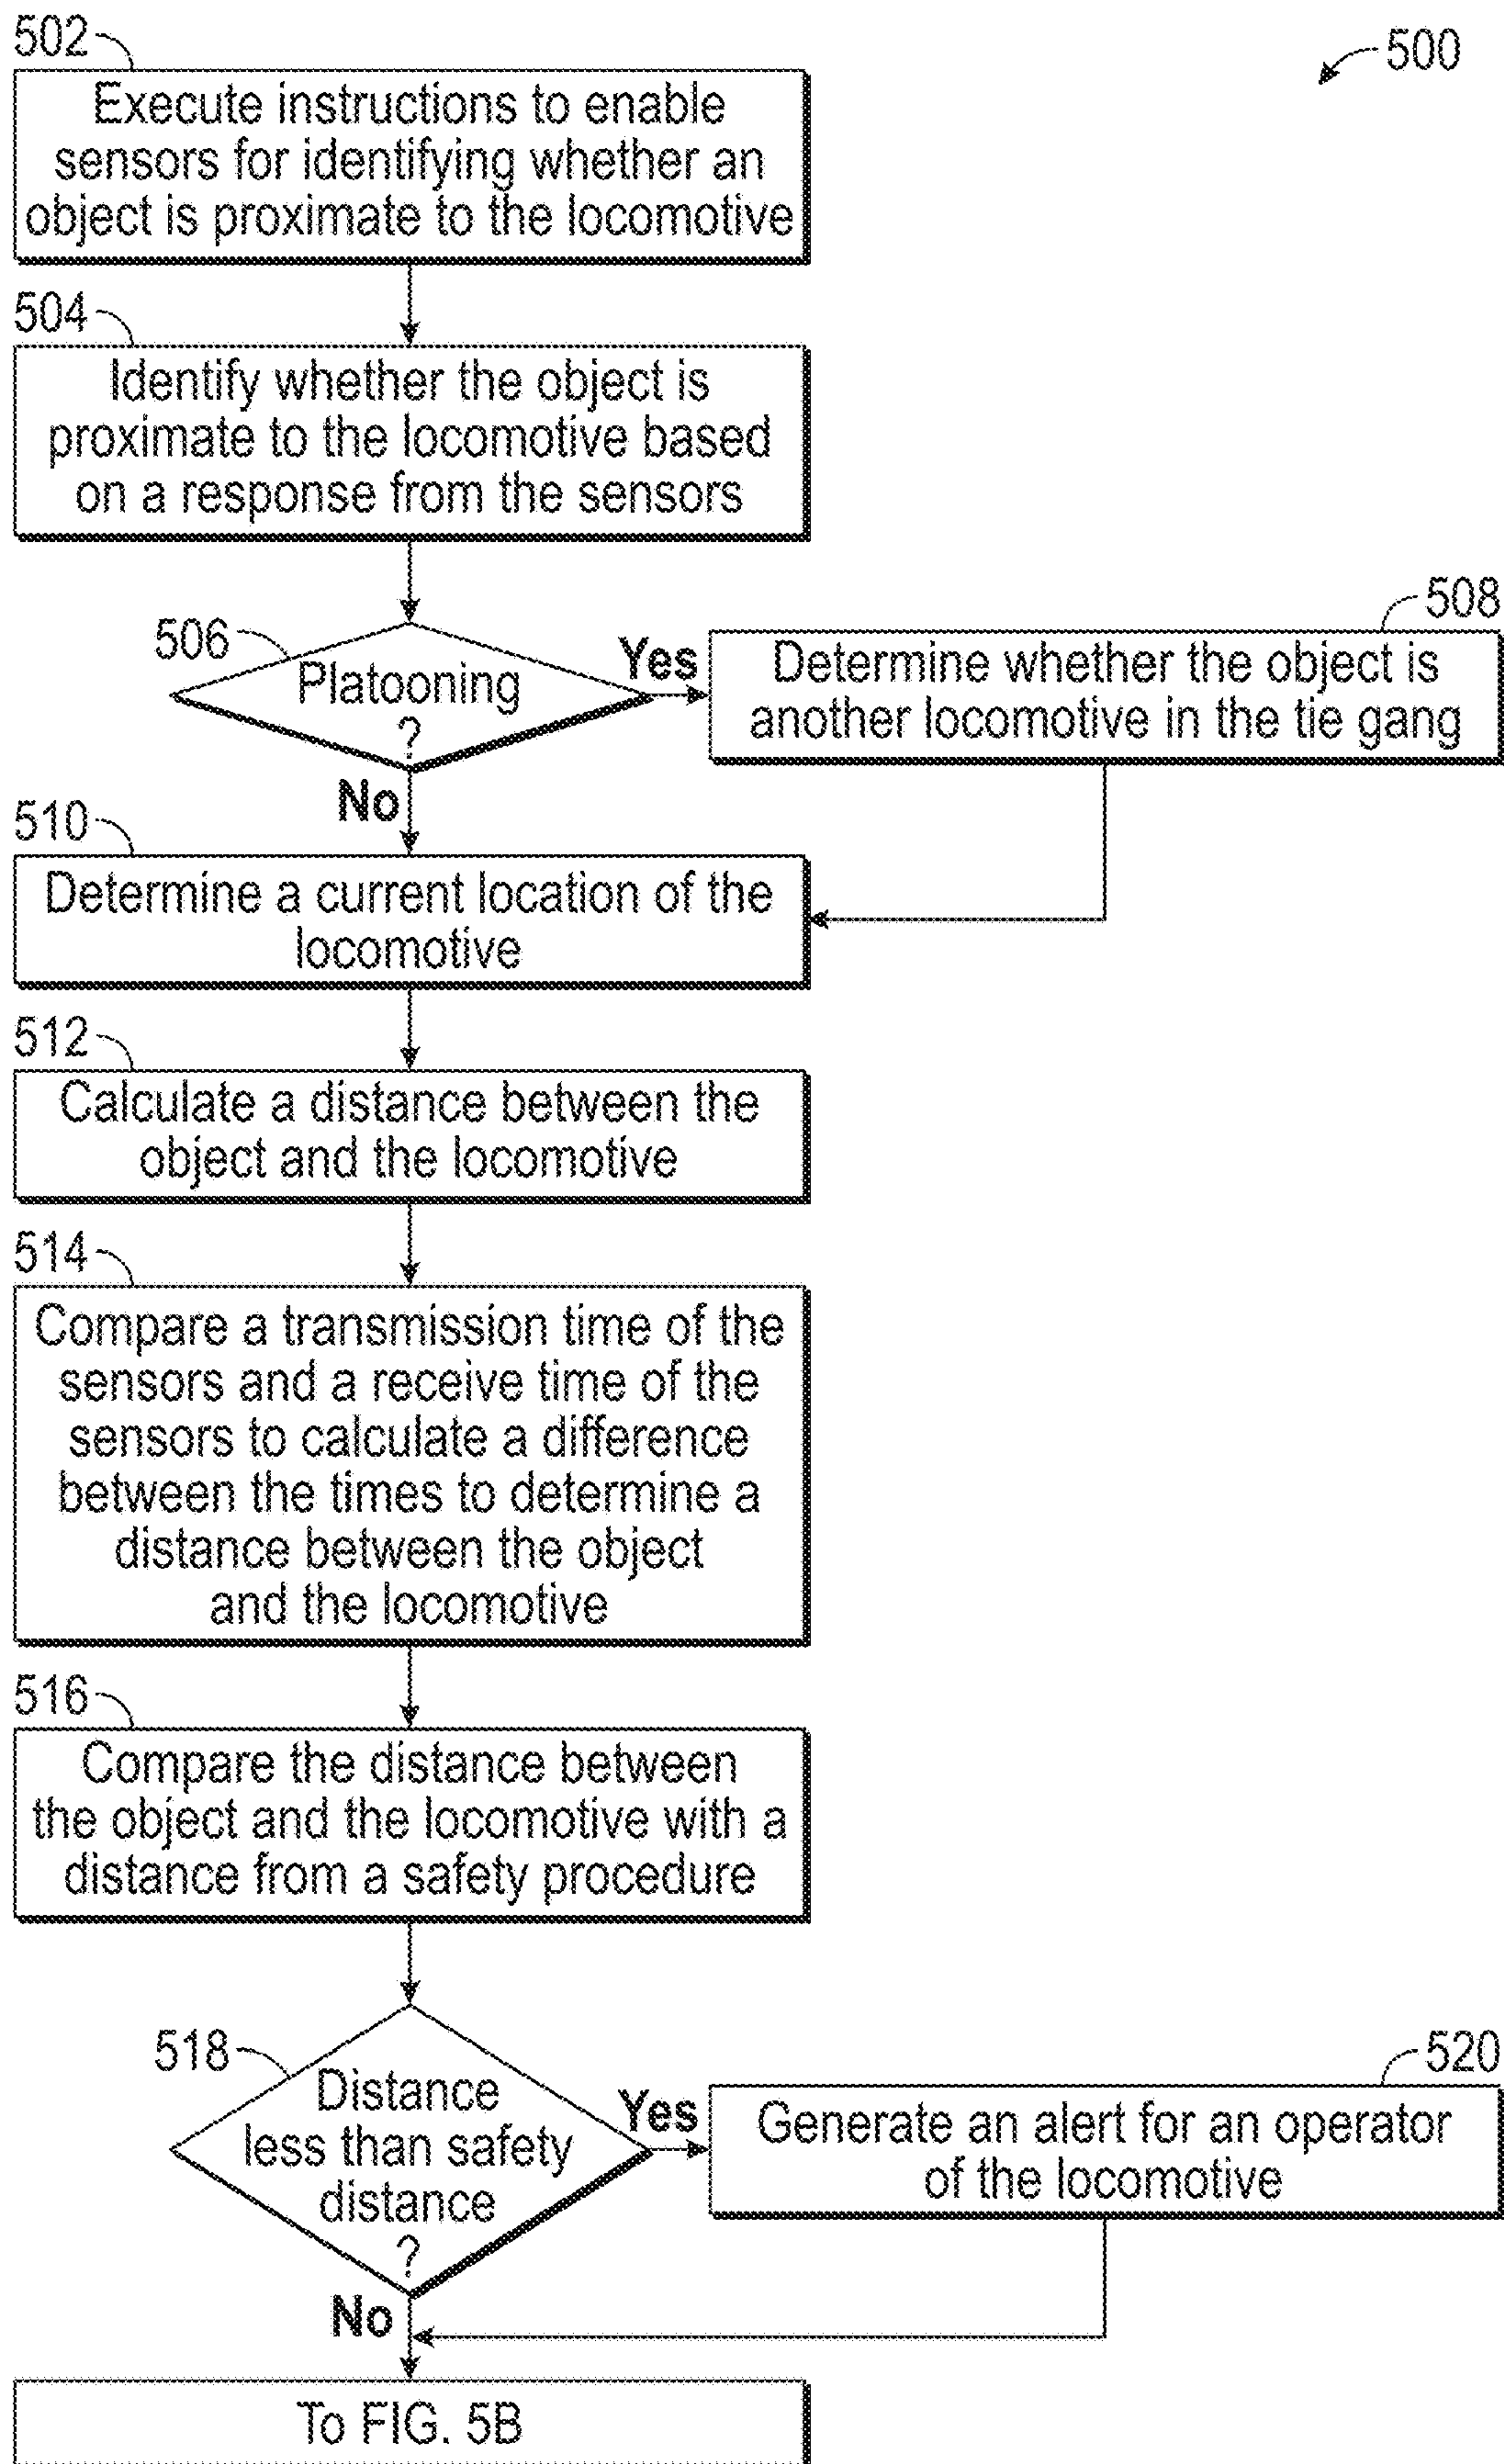 502
500
Execute instructions to enable
sensors for identifying whether an
object is proximate to the locomotive
504
Identify whether the object is
proximate to the locomotive based
on a response from the sensors
506
Platooning
?
Yes
508
Determine whether the object is
another locomotive in the tie gang
No
510
Determine a current location of the
locomotive
512
Calculate a distance between the
object and the locomotive
514
Compare a transmission time of the
sensors and a receive time of the
sensors to calculate a difference
between the times to determine a
distance between the object
and the locomotive
516
Compare the distance between
the object and the locomotive with a
distance from a safety procedure
518
Distance
less than safety
distance
?
Yes
520
Generate an alert for an operator
of the locomotive
No
To FIG. 5B